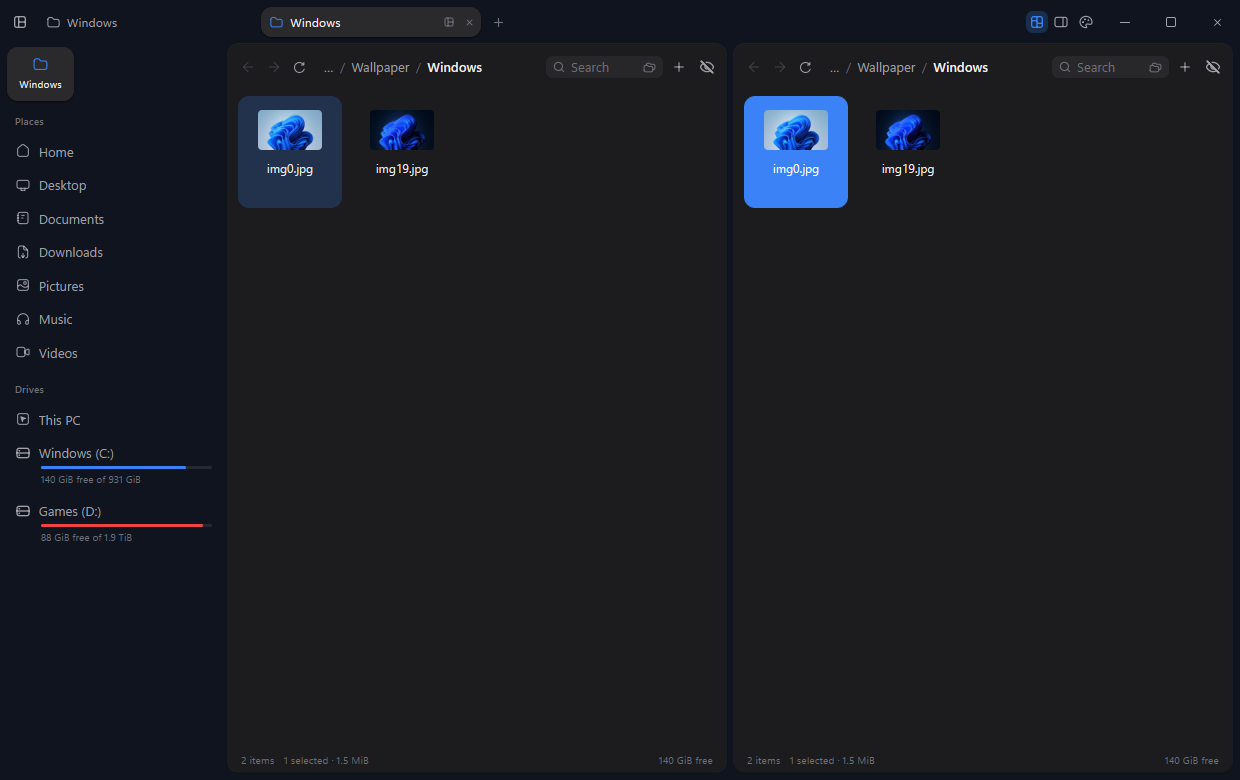 Windows
Windows
Windows
Places
Home
Desktop
Documents
Downloads
Pictures
Music
Videos
Drives
This PC
Windows (C:)
140 GiB free of 931 GiB
Games (D:)
88 GiB free of 1.9 TiB
... / Wallpaper / Windows
Search
img0.jpg
img19.jpg
2 items 1 selected · 1.5 MiB
140 GiB free
... / Wallpaper / Windows
Search
img0.jpg
img19.jpg
2 items 1 selected · 1.5 MiB
140 GiB free